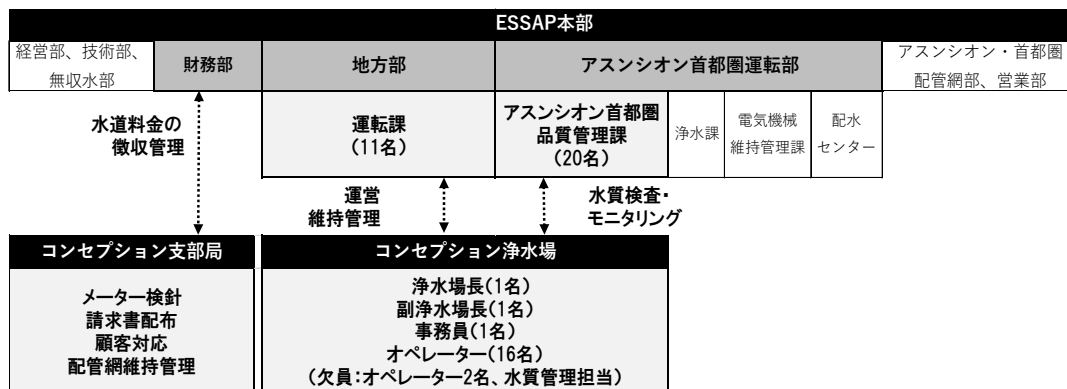 ESSAP本部
経営部、技術部、
無収水部
財務部
地方部
アスンシオン首都圏運転部
アスンシオン・首都圏
配管網部、営業部
水道料金の
徴収管理
運転課
(11名)
アスンシオン首都圏
品質管理課
(20名)
浄水課
電気機械
維持管理課
配水
センター
運営
維持管理
水質検査・
モニタリング
コンセプション支部局
メーター検針
請求書配布
顧客対応
配管網維持管理
コンセプション浄水場
浄水場長(1名)
副浄水場長(1名)
事務員(1名)
オペレーター(16名)
(欠員:オペレーター2名、水質管理担当)